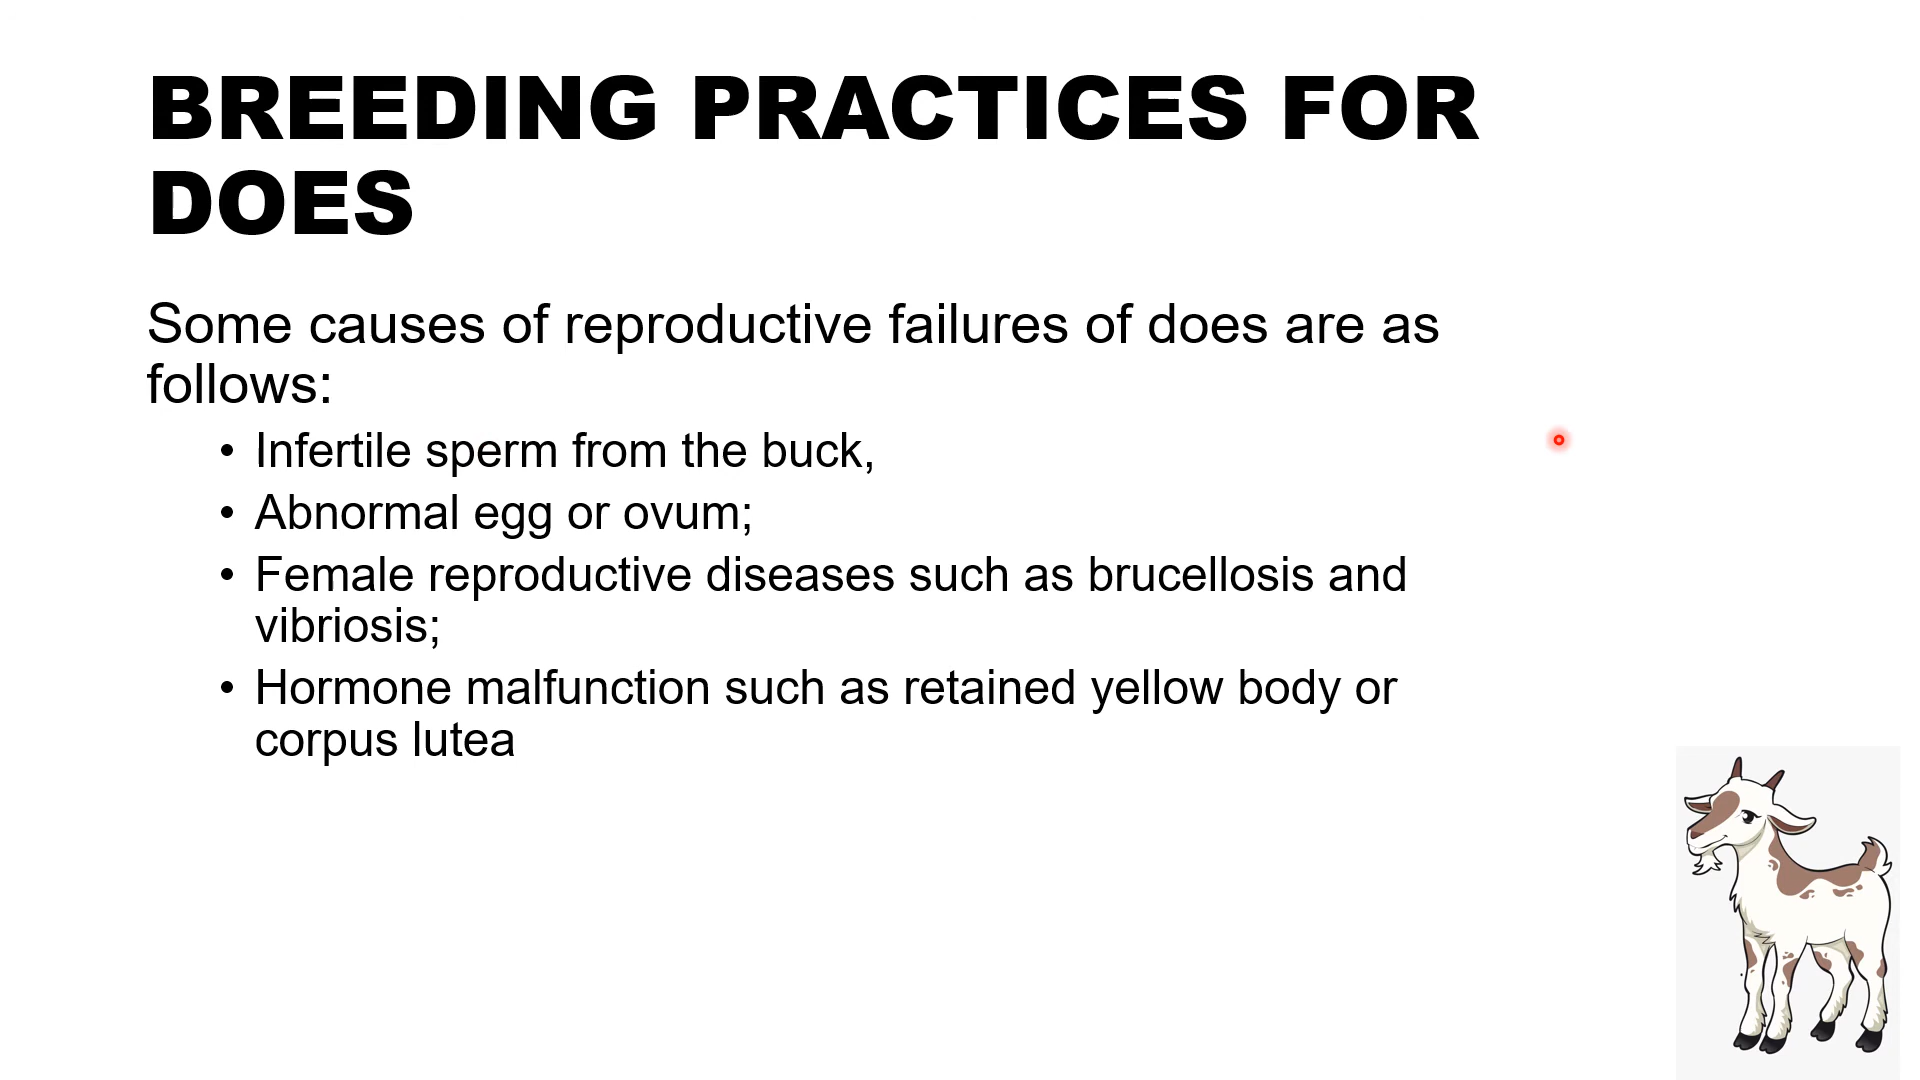 BREEDING PRACTICES FOR
DOES
Some causes of reproductive failures of does are as
follows:
• Infertile sperm from the buck,
• Abnormal egg or ovum;
• Female reproductive diseases such as brucellosis and
vibriosis;
• Hormone malfunction such as retained yellow body or
corpus lutea